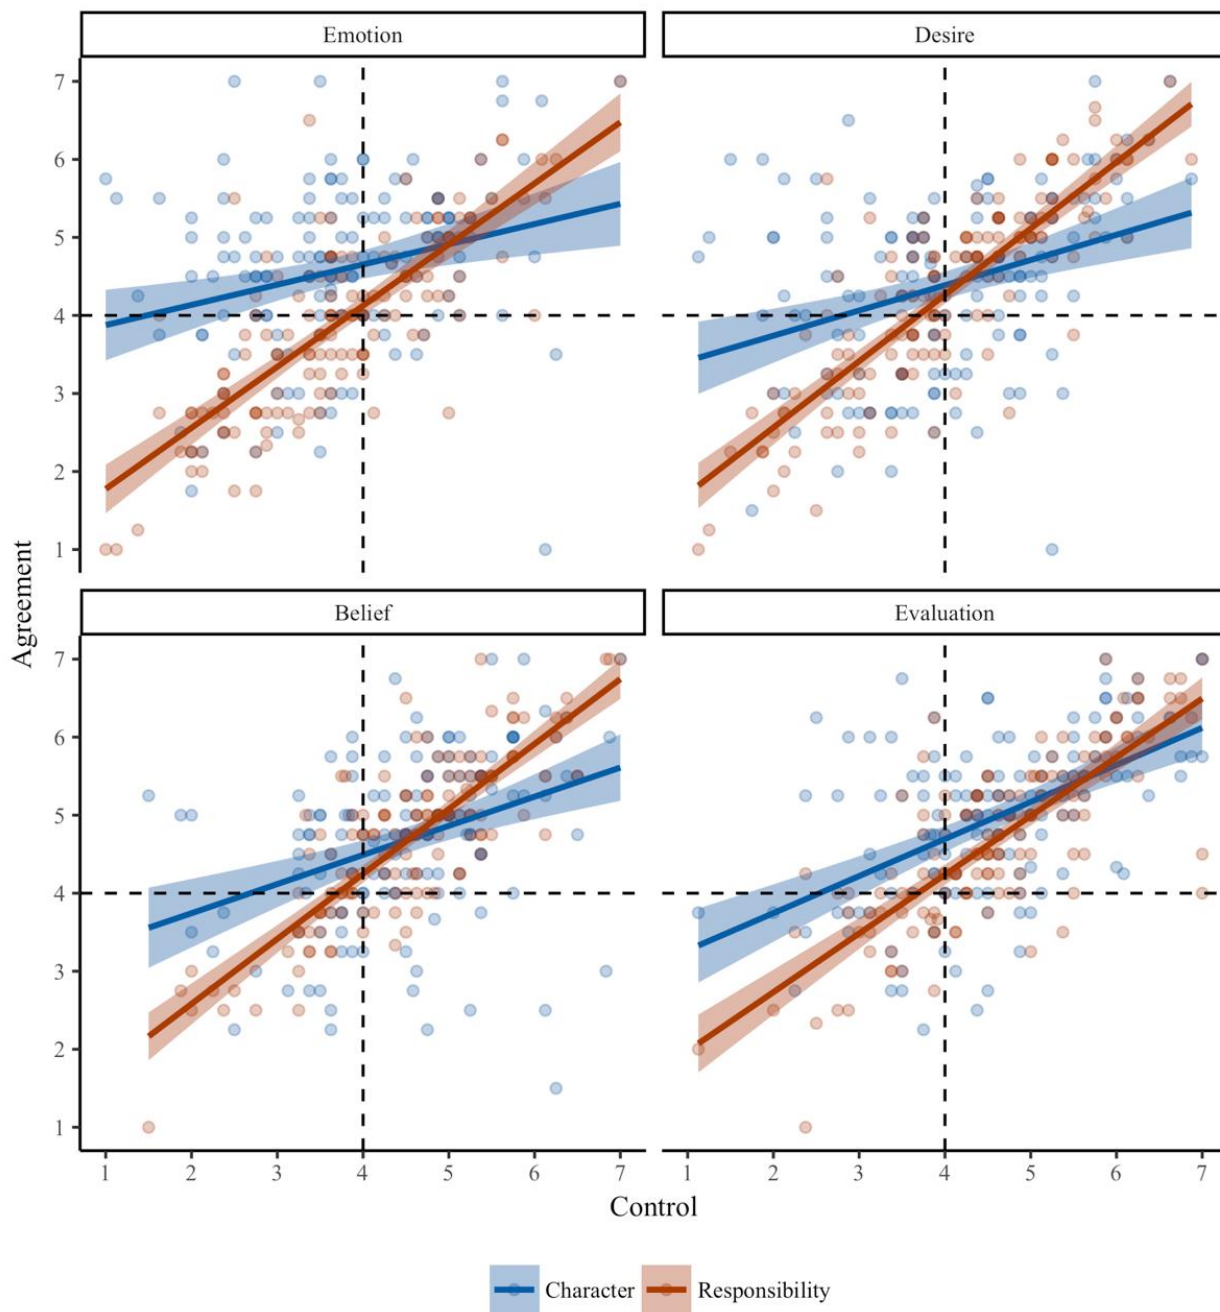 Emotion
Desire
7
6
5
4
3
2
1
Belief
Evaluation
Agreement
7
6
5
4
3
2
1
1 2 3 4 5 6 7
1 2 3 4 5 6 7
Control
Character Responsibility